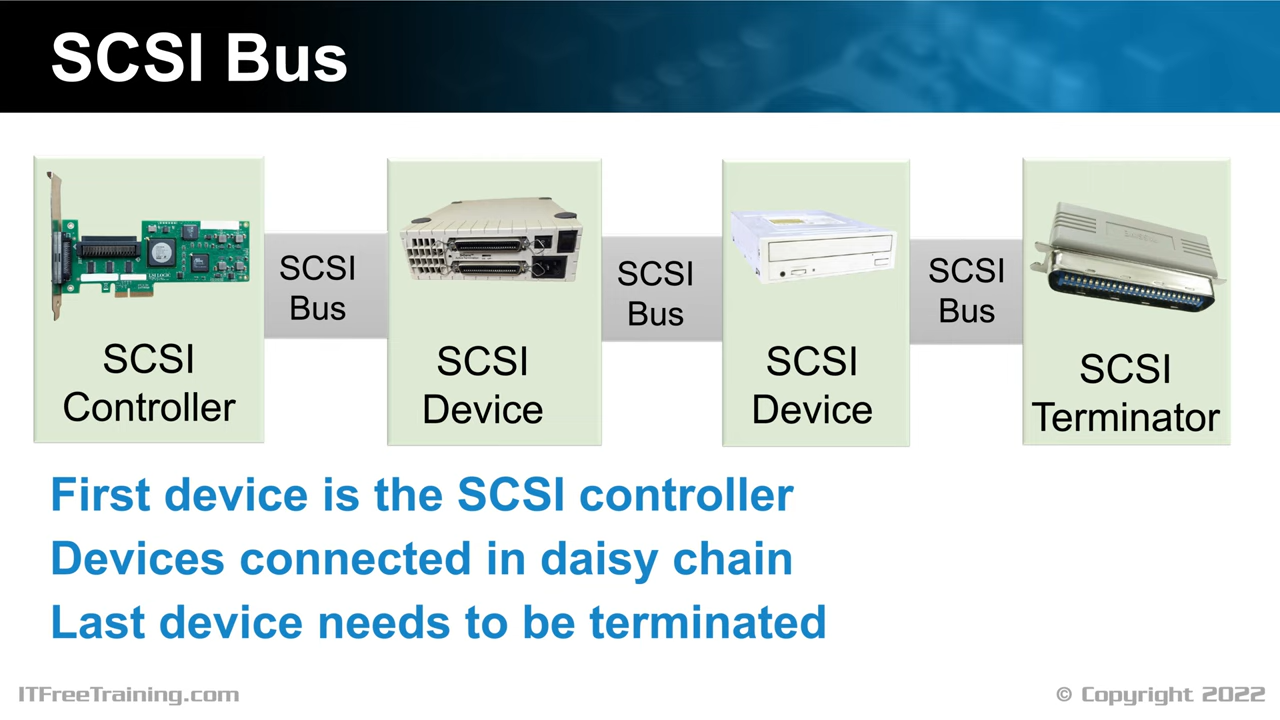 SCSI Bus
SCSI
Controller
SCSI
Bus
SCSI
Device
SCSI
Bus
SCSI
Device
SCSI
Bus
SCSI
Terminator
First device is the SCSI controller
Devices connected in daisy chain
Last device needs to be terminated
ITFreeTraining.com
© Copyright 2022